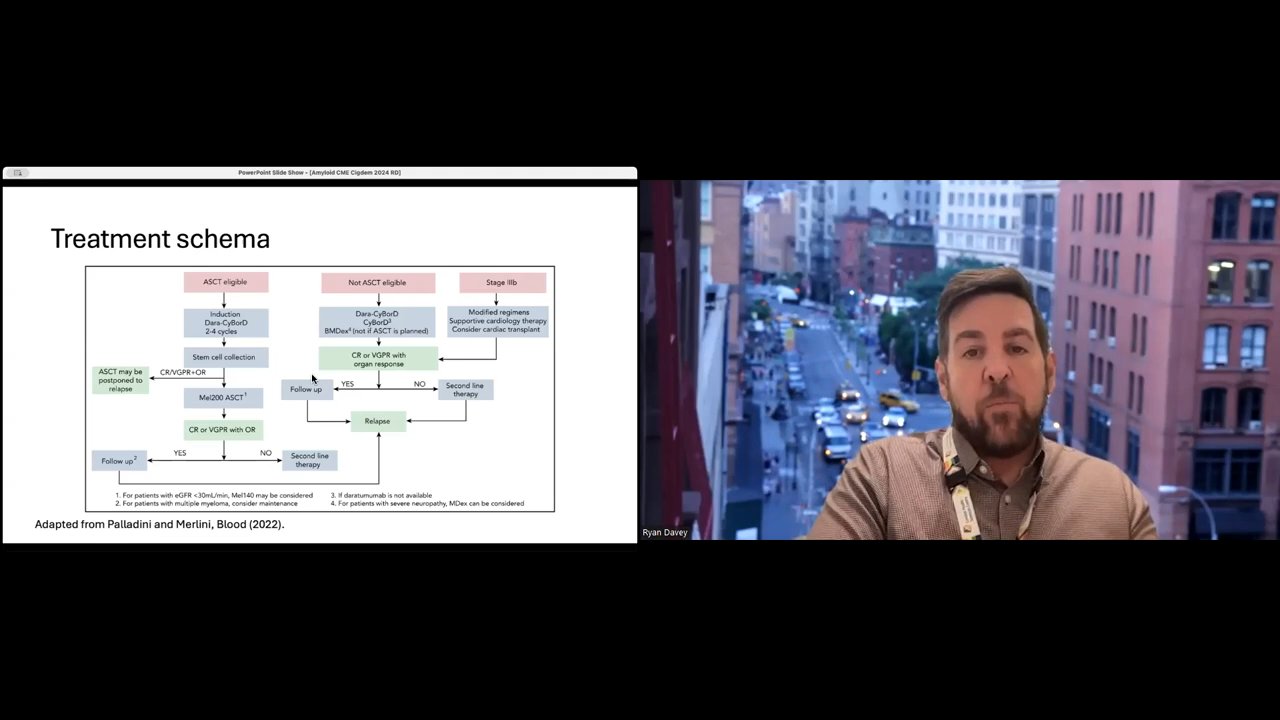 PowerPoint Slide Show - [Amyloid CME Cigdem 2024 RD]
Treatment schema
ASCT eligible
Induction
Dara-CyBorD
2-4 cycles
Stem cell collection
CR/VGPR+OR
ASCT may be
postponed to
relapse
Mel200 ASCT1
CR or VGPR with OR
YES
NO
Follow up2
Second line
therapy
Not ASCT eligible
Dara-CyBorD
CyBorD3
BMDex4 (not if ASCT is planned)
CR or VGPR with
organ response
YES
NO
Follow up
Second line
therapy
Relapse
Stage IIIb
Modified regimens
Supportive cardiology therapy
Consider cardiac transplant
1. For patients with eGFR <30mL/min, Mel140 may be considered
2. For patients with multiple myeloma, consider maintenance
3. If daratumumab is not available
4. For patients with severe neuropathy, MDex can be considered
Adapted from Palladini and Merlini, Blood (2022).
Ryan Davey